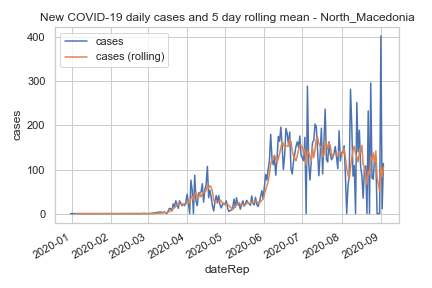 New COVID-19 daily cases and 5 day rolling mean - North_Macedonia
cases
cases (rolling)
400
300
200
100
0
cases
2020-01
2020-02
2020-03
2020-04
2020-05
2020-06
2020-07
2020-08
2020-09
dateRep